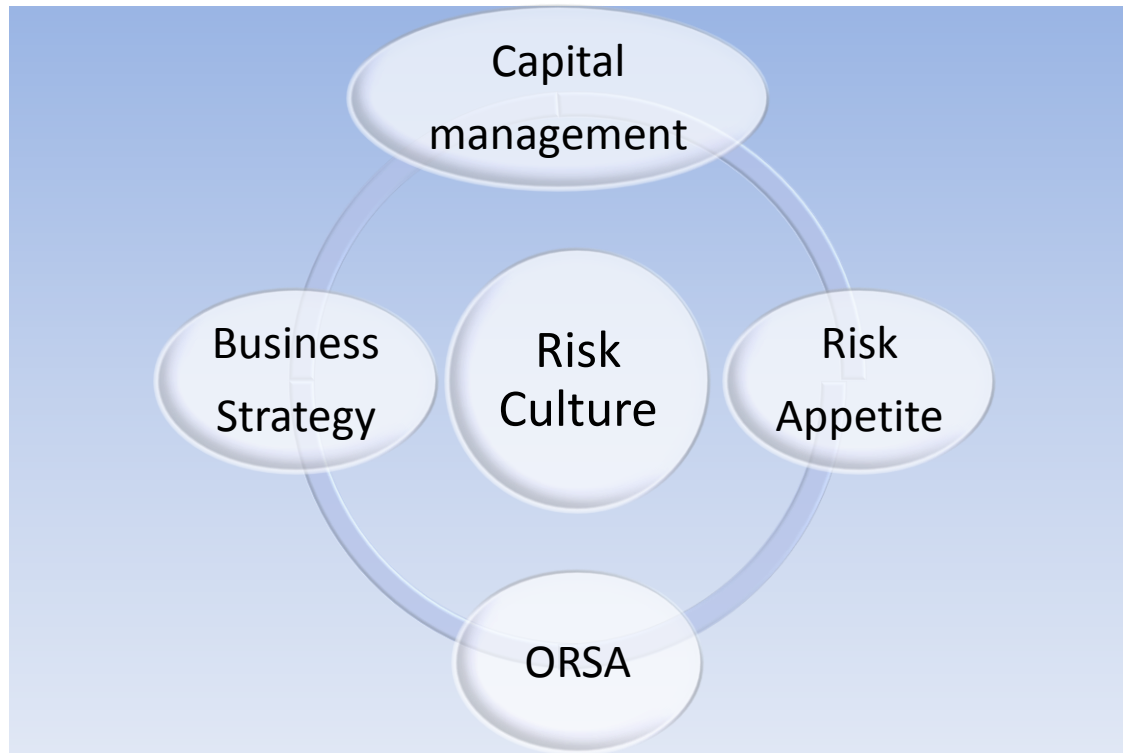 Capital
management
Business
Strategy
Risk
Culture
Risk
Appetite
ORSA